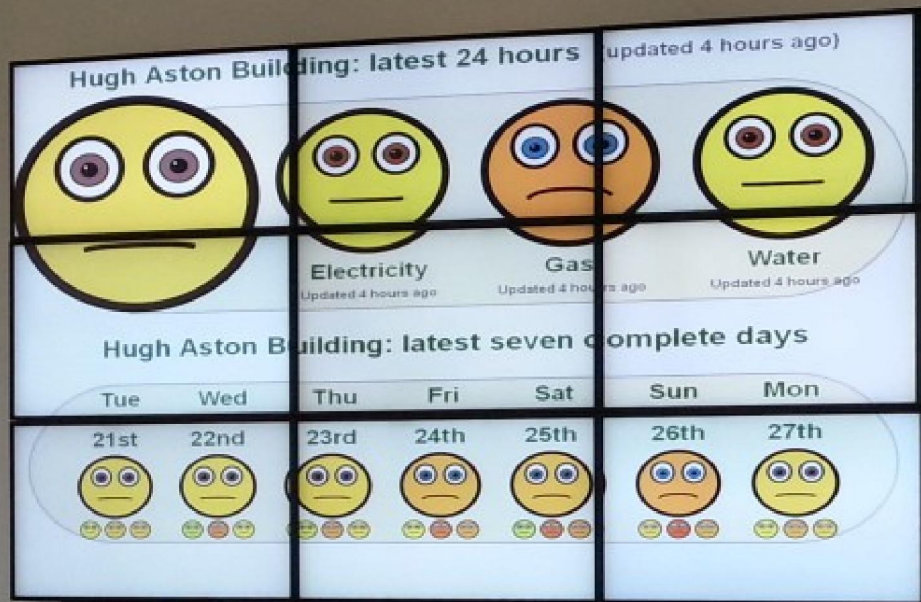 Hugh Aston Building: latest 24 hours (updated 4 hours ago)
Electricity Gas Water
Updated 4 hours ago Updated 4 hours ago Updated 4 hours ago
Hugh Aston Building: latest seven complete days
Tue Wed Thu Fri Sat Sun Mon
21st 22nd 23rd 24th 25th 26th 27th